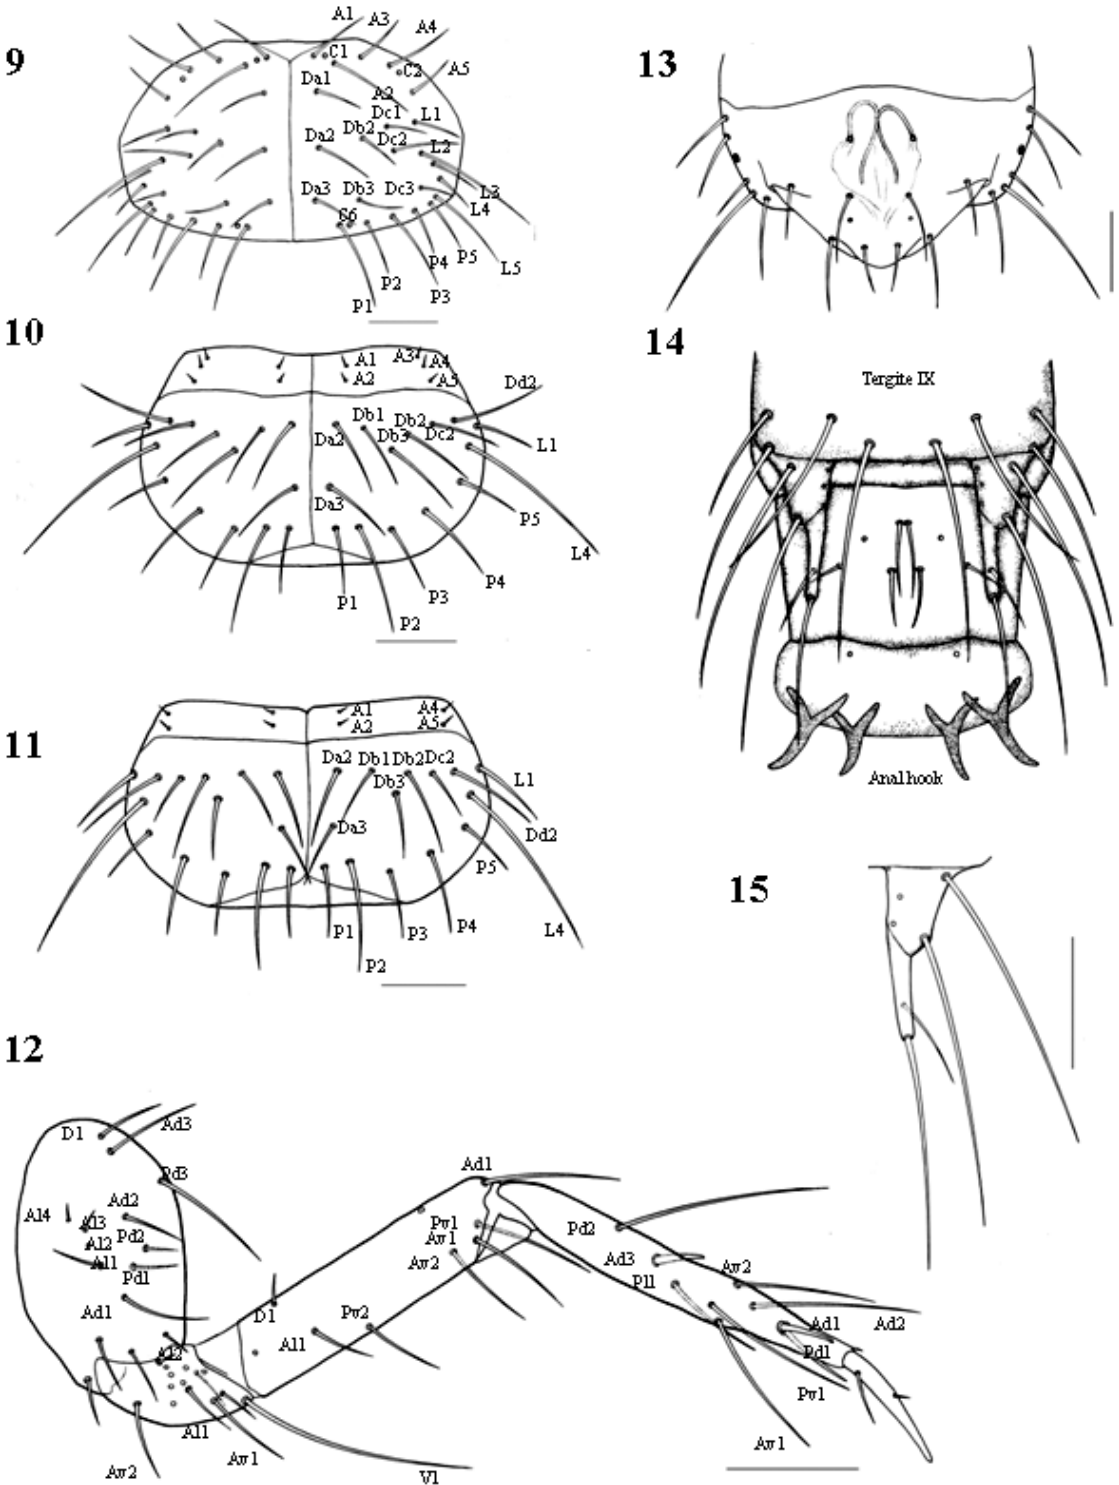 9
A1 A3 A4
C1 C2 A5
Da1 A2
Dc1 L1
Da2 Db2 Dc2 L2
Da3 Db3 Dc3 L3
L4
C6
P1 P2 P3 P4 P5 L5
10
A1 A3 A4
A2 A5
Dd2
Db1 Db2
Da2 Db3 Dc2 L1
Da3
P5
L4
P1 P2 P3 P4
11
A1 A4
A2 A5
Da2 Db1 Db2 Dc2
Db3 L1
Da3 Dd2
P5
P1 P2 P3 P4 L4
12
D1 Ad3
Pd3
Al4 Al3 Ad2
Al2 Pd2
Al1 Pd1
Ad1
Al2
Al1
Av2 Av1 V1
D1
Al1 Pv2
Ad1
Pv1
Av1
Av2
Pd2
Ad3
Pl1 Av2
Ad1 Ad2
Pd1
Pv1
Av1
13
14
Tergite IX
Anal hook
15